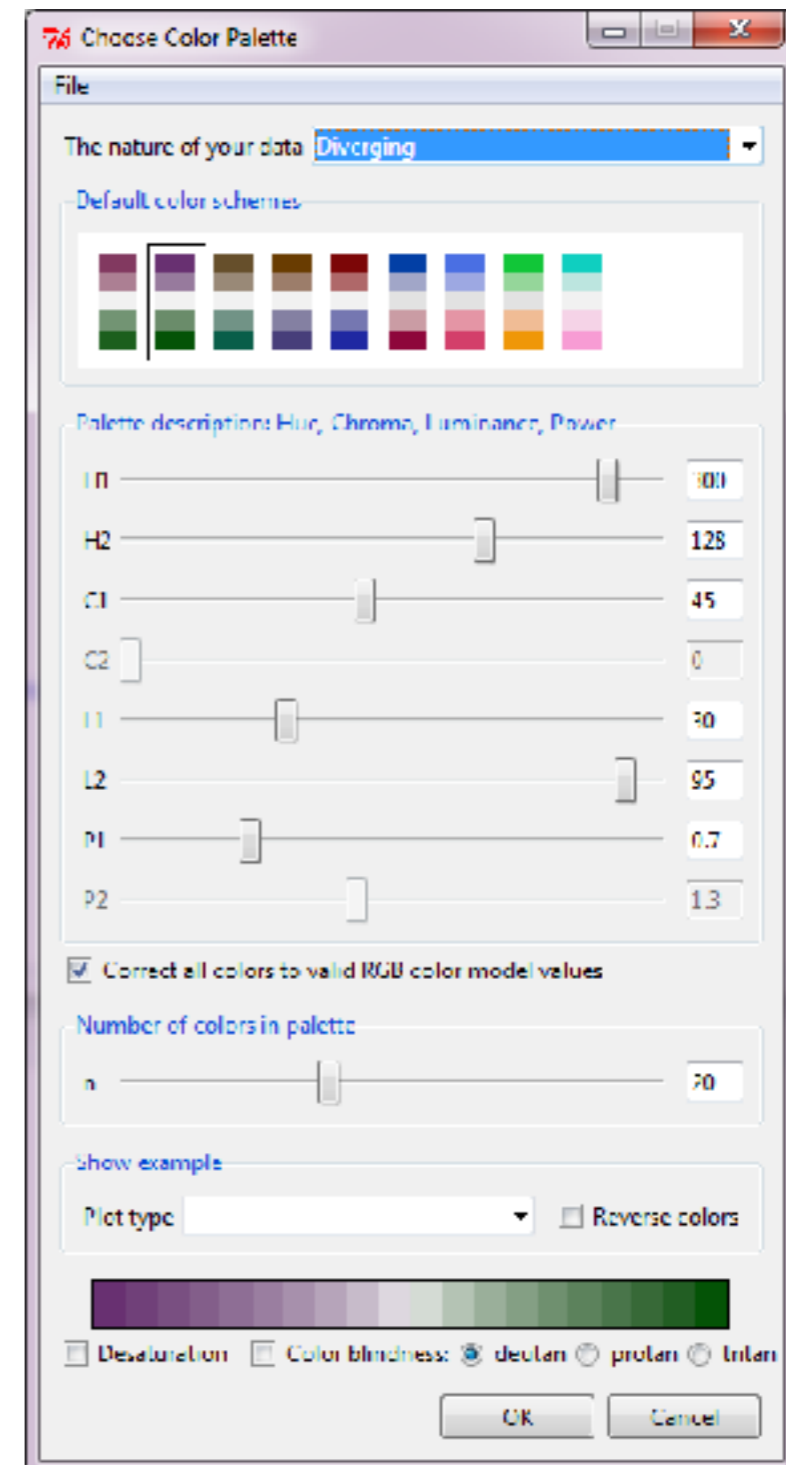 Choose Color Palette
File
The nature of your data Diverging
Default color schemes
Palette description: Hue, Chroma, Luminance, Power
H1 300
H2 128
C1 45
C2 0
L1 30
L2 95
P1 0.7
P2 1.3
Correct all colors to valid RGB color model values
Number of colors in palette
n 20
Show example
Plot type Reverse colors
Desaturation Color blindness: deutan protan tritan
OK Cancel